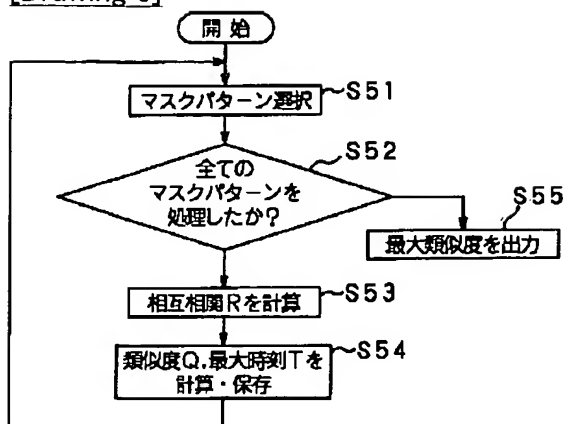 開 始
マスクパターン選択
S51
全ての
マスクパターンを
処理したか?
S52
最大類似度を出力
S55
相互相関Rを計算
S53
類似度Q,最大時刻Tを
計算・保存
S54